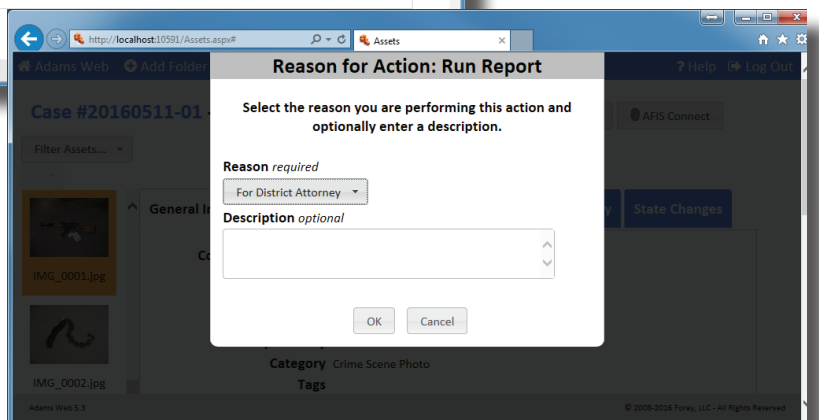 http://localhost:10591/Assets.aspx#
Assets
Adams Web
Add Folder
Reason for Action: Run Report
? Help
Log Out
Case #20160511-01 -
Select the reason you are performing this action and
optionally enter a description.
AFIS Connect
Filter Assets...
Reason required
For District Attorney
Description optional
General In
y
State Changes
Co
IMG_0001.jpg
OK
Cancel
Category Crime Scene Photo
Tags
IMG_0002.jpg
Adams Web 5.3
© 2008-2016 Foray, LLC - All Rights Reserved